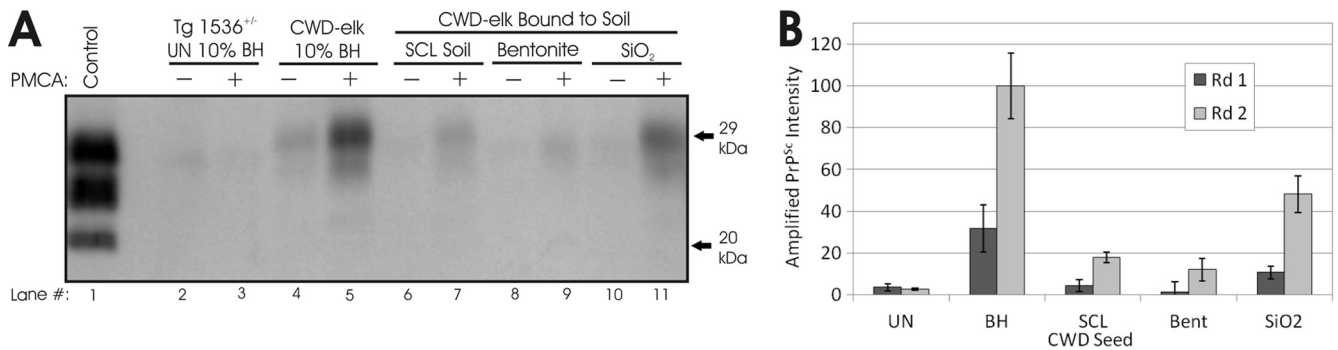 A
Control
Tg 1536+/-
UN 10% BH
CWD-elk
10% BH
CWD-elk Bound to Soil
SCL Soil
Bentonite
SiO2
PMCA: − + − + − + − + − +
29
kDa
20
kDa
Lane #: 1 2 3 4 5 6 7 8 9 10 11
B
Amplified PrPSc Intensity
120
100
80
60
40
20
0
Rd 1
Rd 2
UN BH SCL Bent SiO2
CWD Seed